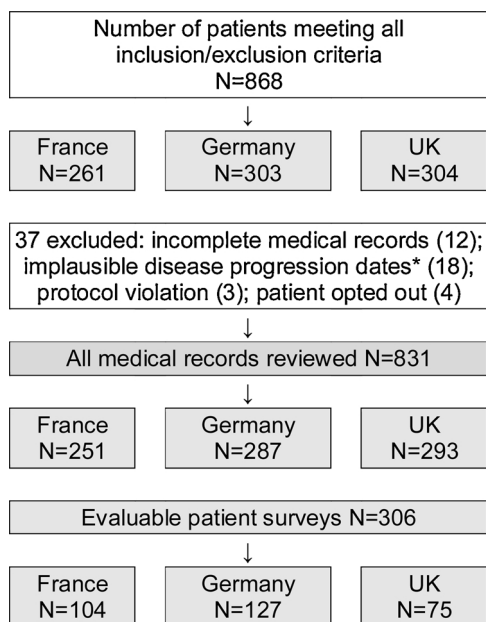 Number of patients meeting all
inclusion/exclusion criteria
N=868
↓
France
N=261
Germany
N=303
UK
N=304
37 excluded: incomplete medical records (12);
implausible disease progression dates* (18);
protocol violation (3); patient opted out (4)
↓
All medical records reviewed N=831
↓
France
N=251
Germany
N=287
UK
N=293
Evaluable patient surveys N=306
↓
France
N=104
Germany
N=127
UK
N=75